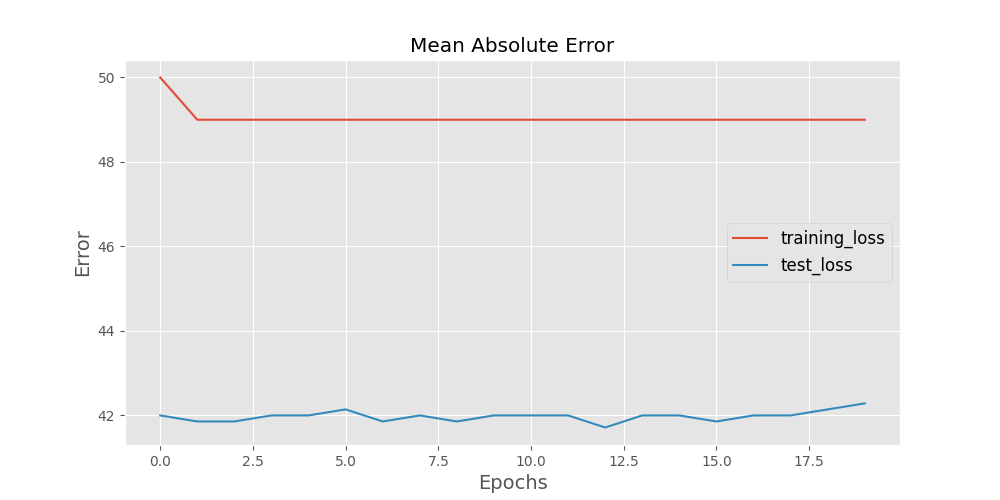 Mean Absolute Error
50
48
46
44
42
Error
training_loss
test_loss
0.0 2.5 5.0 7.5 10.0 12.5 15.0 17.5
Epochs